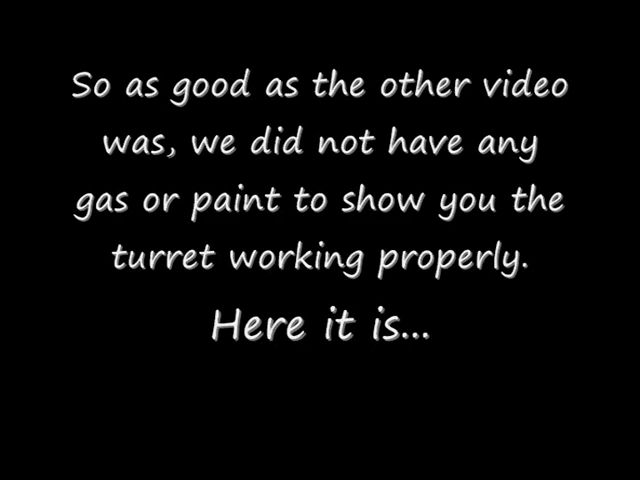 So as good as the other video
was, we did not have any
gas or paint to show you the
turret working properly.
Here it is...